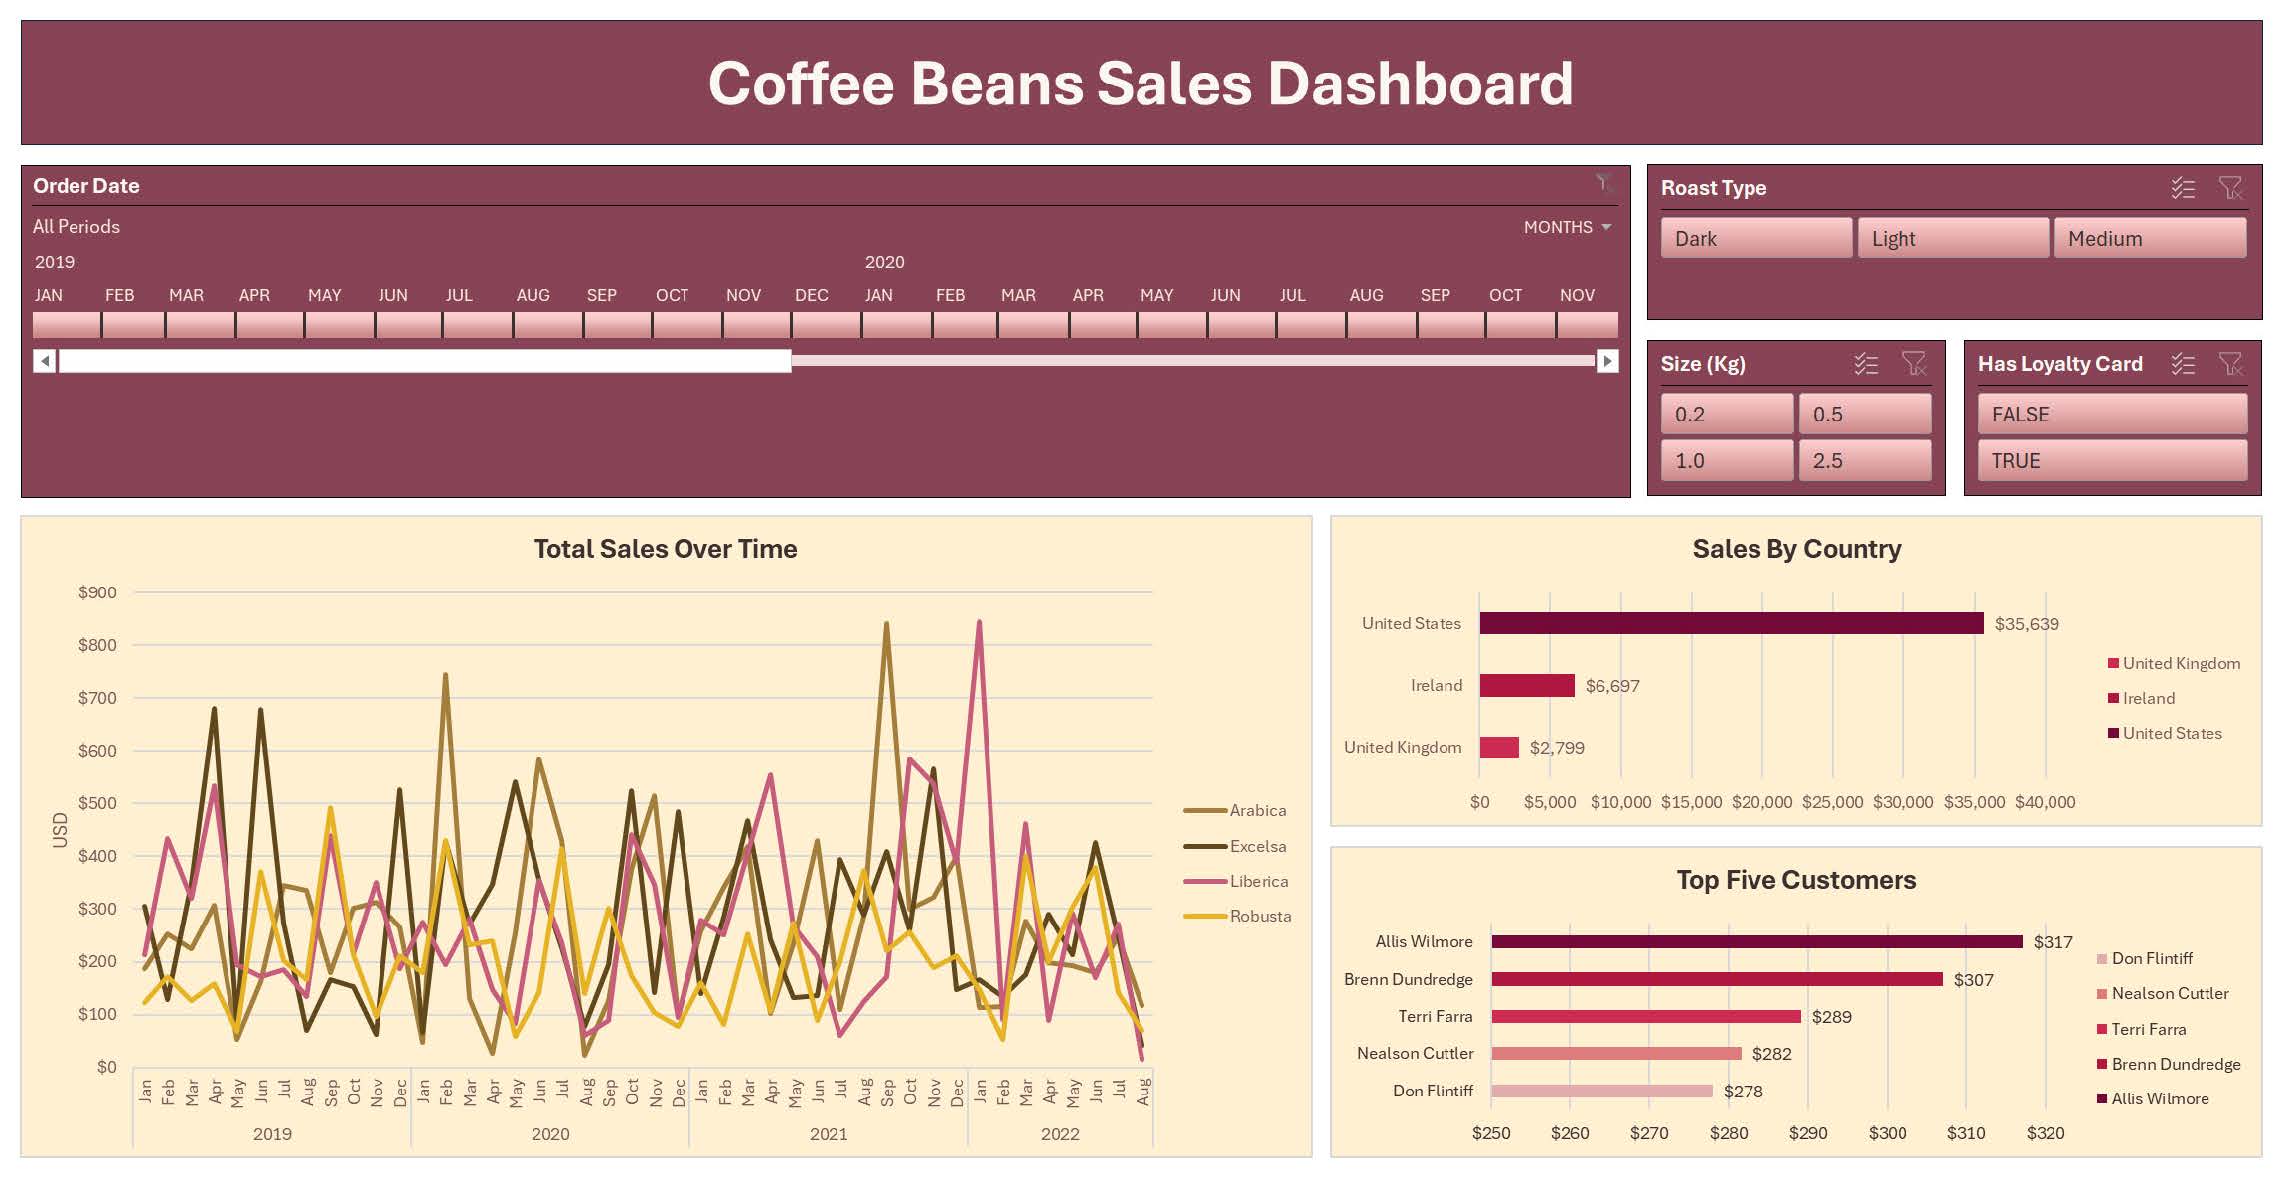 Coffee Beans Sales Dashboard
Order Date
All Periods
MONTHS
2019 2020
JAN FEB MAR APR MAY JUN JUL AUG SEP OCT NOV DEC JAN FEB MAR APR MAY JUN JUL AUG SEP OCT NOV
Roast Type
Dark Light Medium
Size (Kg)
0.2 0.5
1.0 2.5
Has Loyalty Card
FALSE
TRUE
Total Sales Over Time
$900
$800
$700
$600
$500
$400
$300
$200
$100
$0
USD
Jan Feb Mar Apr May Jun Jul Aug Sep Oct Nov Dec Jan Feb Mar Apr May Jun Jul Aug Sep Oct Nov Dec Jan Feb Mar Apr May Jun Jul Aug Sep Oct Nov Dec Jan Feb Mar Apr May Jun Jul Aug
2019 2020 2021 2022
Arabica
Excelsa
Liberica
Robusta
Sales By Country
United States $35,639
Ireland $6,697
United Kingdom $2,799
$0 $5,000 $10,000 $15,000 $20,000 $25,000 $30,000 $35,000 $40,000
United Kingdom
Ireland
United States
Top Five Customers
Allis Wilmore $317
Brenn Dundredge $307
Terri Farra $289
Nealson Cuttler $282
Don Flintiff $278
$250 $260 $270 $280 $290 $300 $310 $320
Don Flintiff
Nealson Cuttler
Terri Farra
Brenn Dundredge
Allis Wilmore